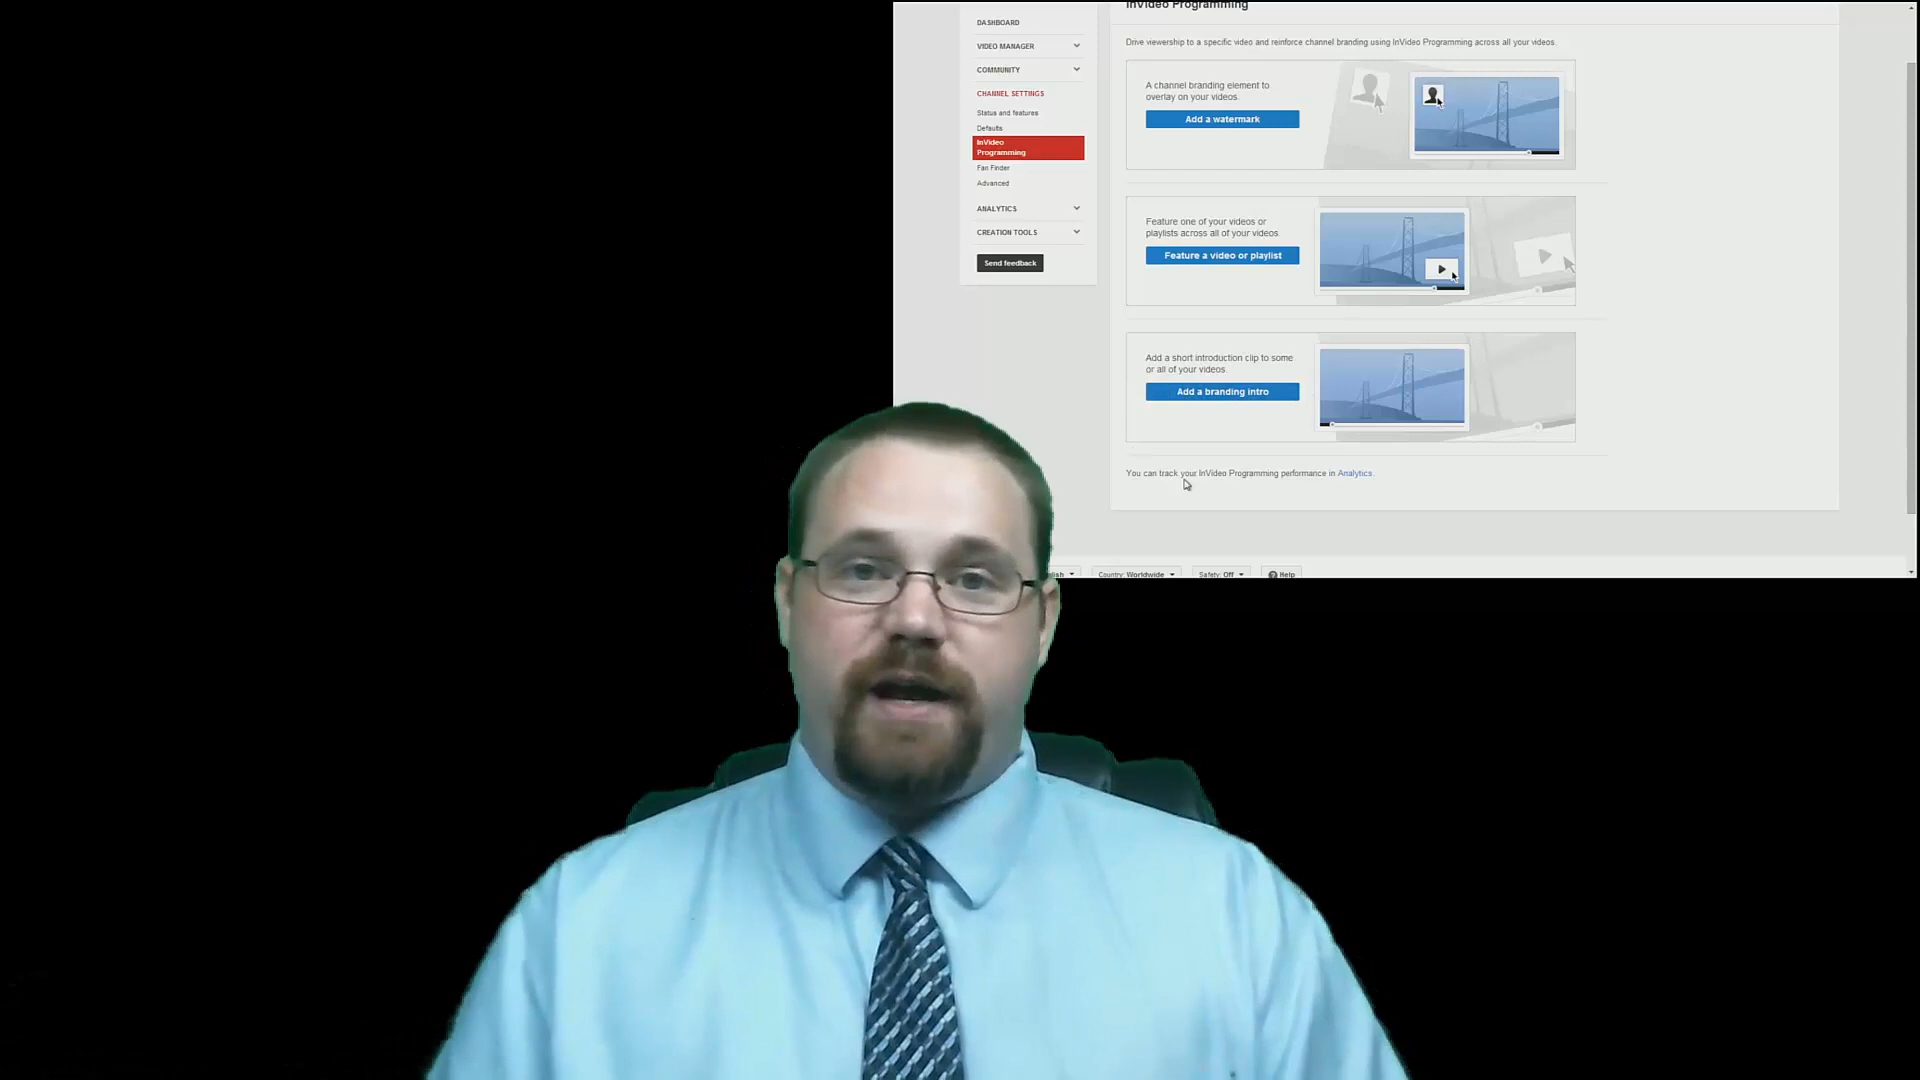 InVideo Programming
DASHBOARD
VIDEO MANAGER
COMMUNITY
CHANNEL SETTINGS
Status and features
Defaults
InVideo
Programming
Fan Finder
Advanced
ANALYTICS
CREATION TOOLS
Send feedback
Drive viewership to a specific video and reinforce channel branding using InVideo Programming across all your videos.
A channel branding element to
overlay on your videos.
Add a watermark
Feature one of your videos or
playlists across all of your videos.
Feature a video or playlist
Add a short introduction clip to some
or all of your videos.
Add a branding intro
You can track your InVideo Programming performance in Analytics.
Country: Worldwide
Safety: Off
Help